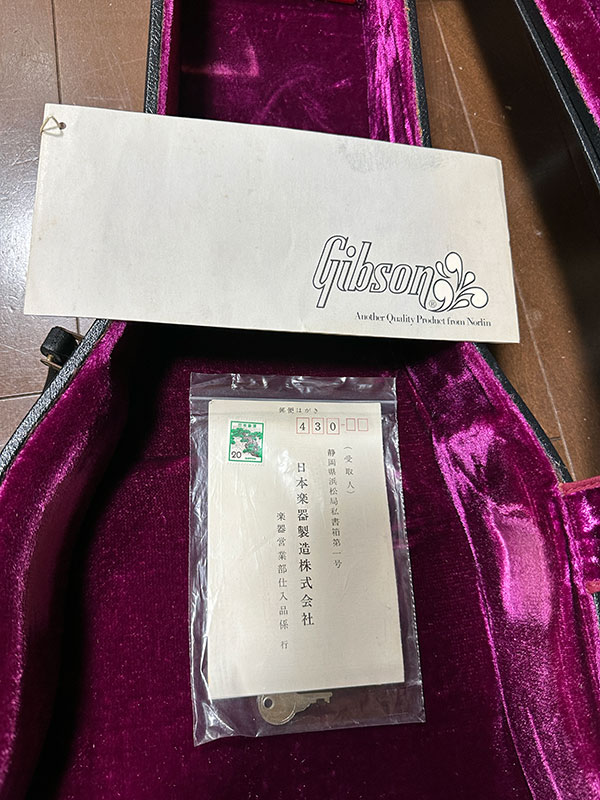 Gibson®
Another Quality Product from Norlin
郵便はがき
430
20
(受取人)
静岡県浜松局私書箱第一号
日本楽器製造株式会社
楽器営業部仕入品係 行